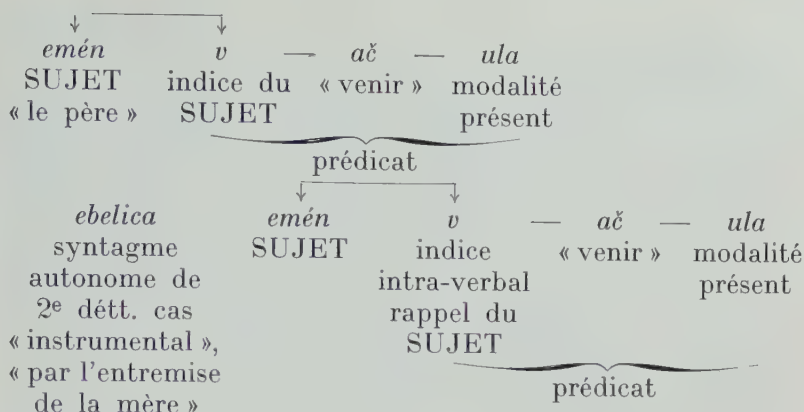 emén v — ač — ula
SUJET indice du « venir » modalité
« le père » SUJET présent
prédicat
ebelica emén v — ač — ula
syntagme SUJET indice « venir » modalité
autonome de intra-verbal présent
2e détt. cas rappel du
« instrumental », SUJET
« par l'entremise prédicat
de la mère »